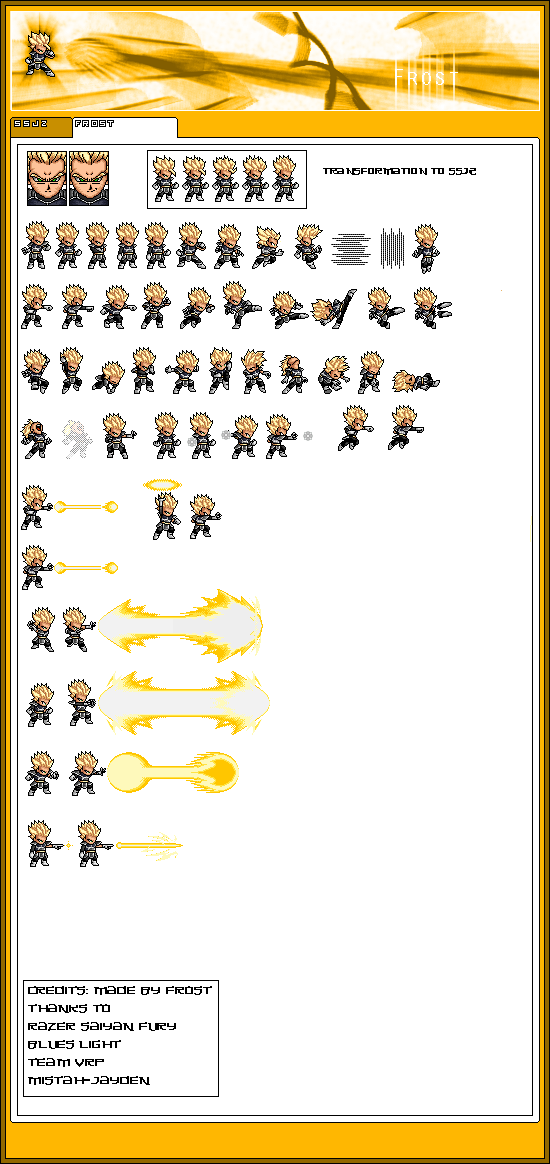 FROST
SSJ2 FROST
TRANSFORMATION TO SSJ2
CREDITS: MADE BY FROST
THANKS TO
RAZER SAIYAN FURY
BLUES LIGHT
TEAM VRP
MISTAH-JAYDEN